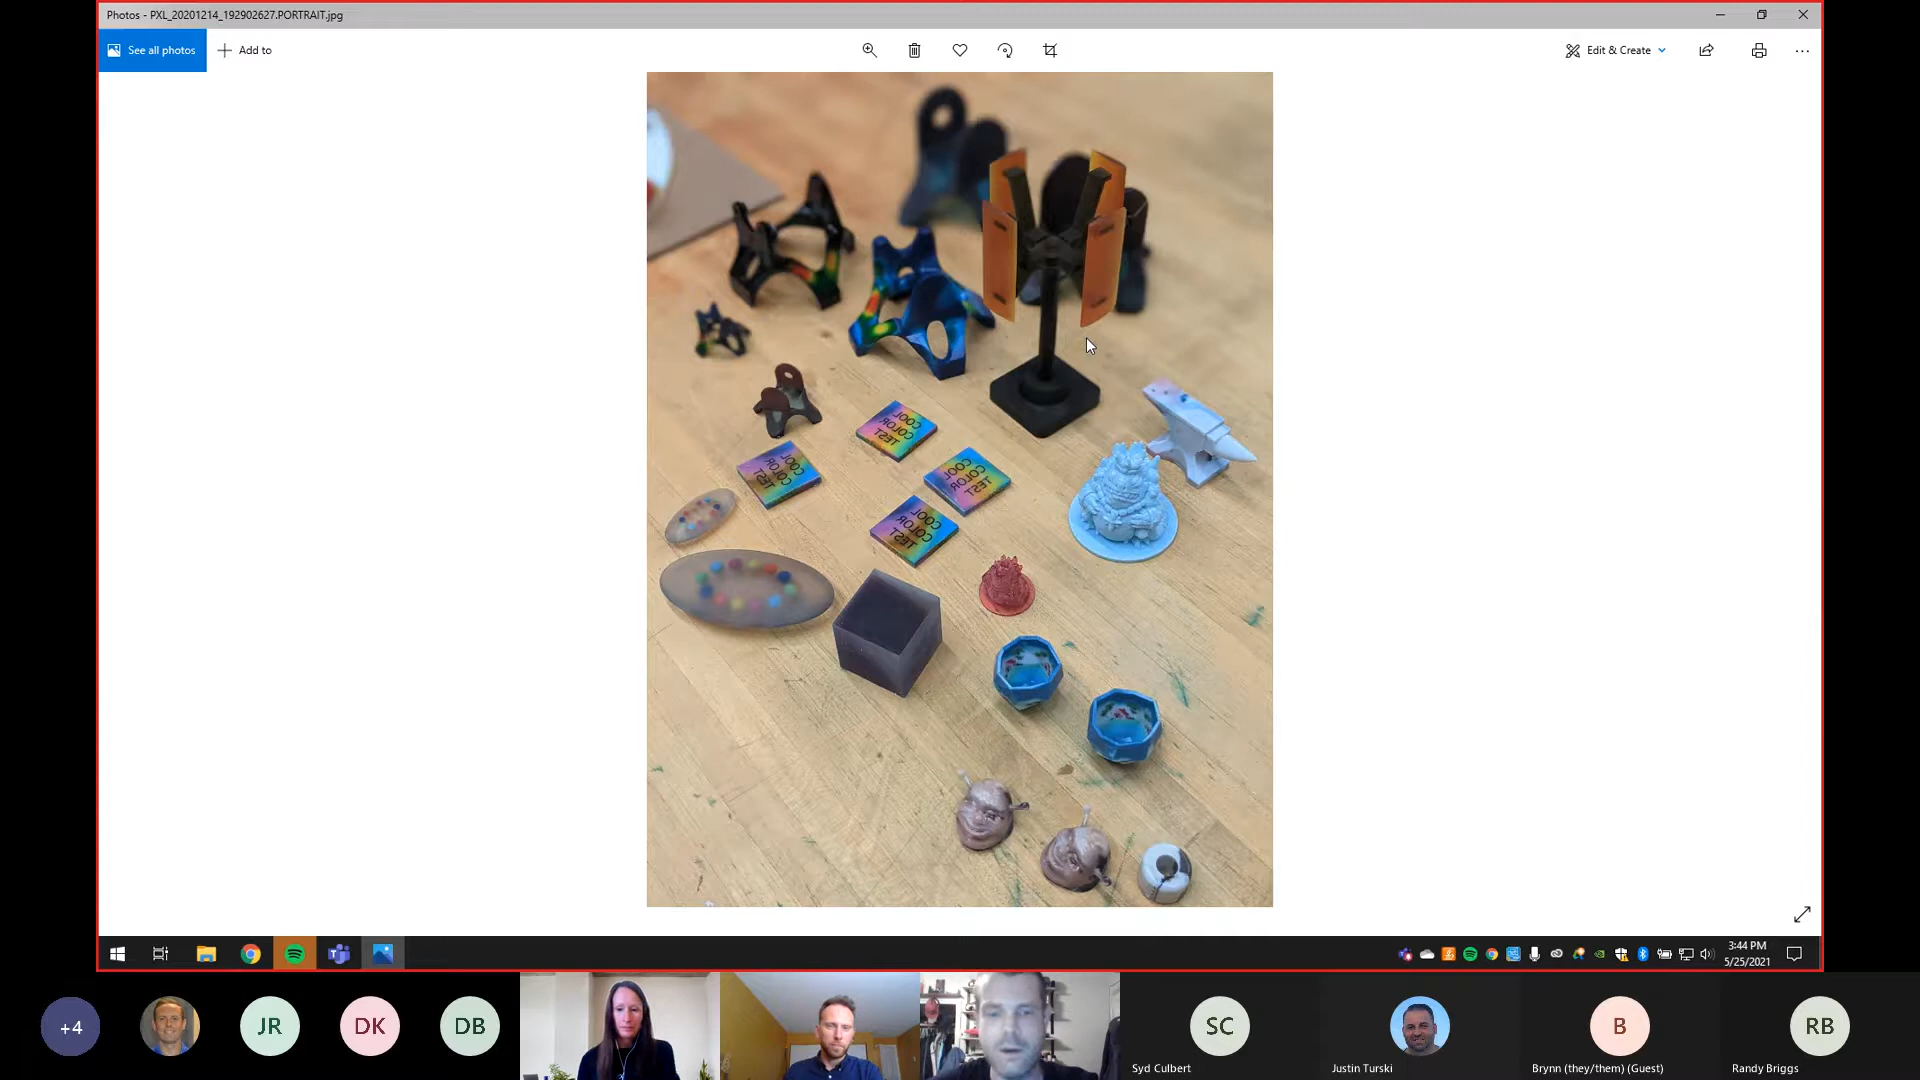 Photos - PXL_20201214_192902627.PORTRAIT.jpg
See all photos
Add to
Edit & Create
COOL
COLOR
TEST
COOL
COLOR
TEST
COOL
COLOR
TEST
COOL
COLOR
TEST
3:44 PM
5/25/2021
+4
JR
DK
DB
SC
Syd Culbert
Justin Turski
B
Brynn (they/them) (Guest)
RB
Randy Briggs